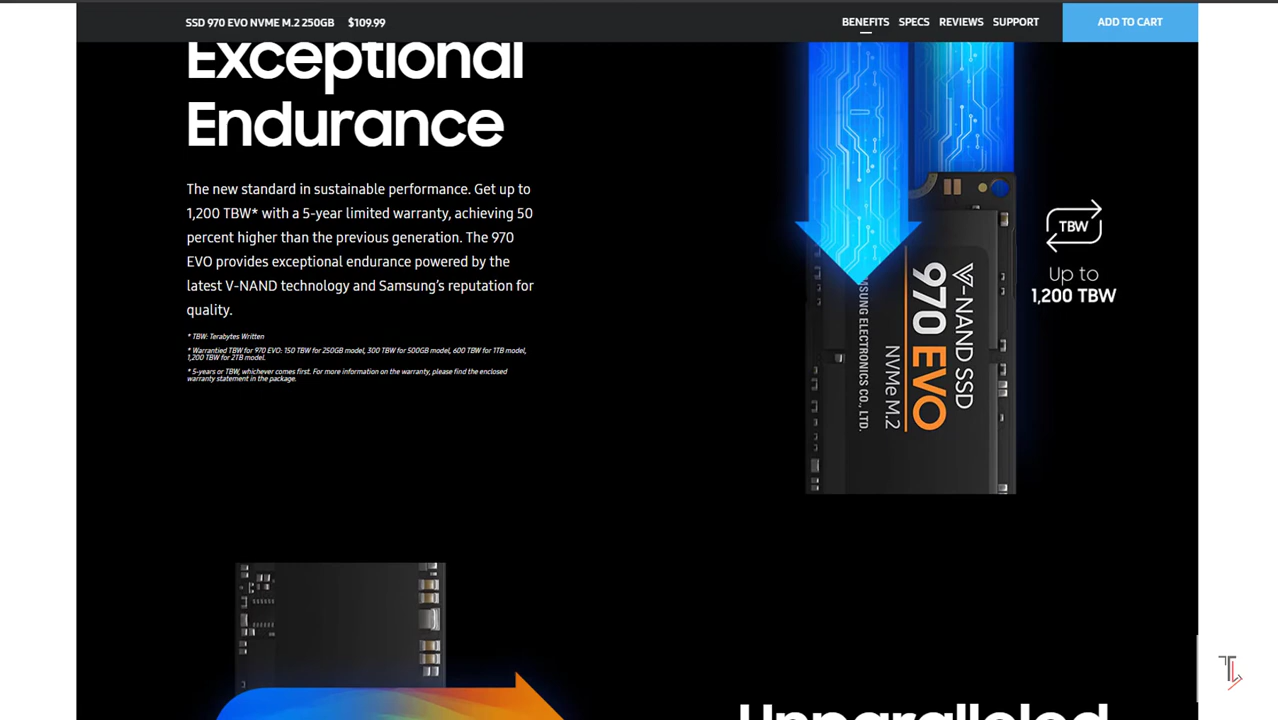 SSD 970 EVO NVME M.2 250GB $109.99
BENEFITS SPECS REVIEWS SUPPORT ADD TO CART
Exceptional
Endurance
The new standard in sustainable performance. Get up to
1,200 TBW* with a 5-year limited warranty, achieving 50
percent higher than the previous generation. The 970
EVO provides exceptional endurance powered by the
latest V-NAND technology and Samsung's reputation for
quality.
* TBW: Terabytes Written
* Warrantied TBW for 970 EVO: 150 TBW for 250GB model, 300 TBW for 500GB model, 600 TBW for 1TB model,
1,200 TBW for 2TB model.
* 5-years or TBW, whichever comes first. For more information on the warranty, please find the enclosed
warranty statement in the package.
V-NAND SSD
970 EVO
NVMe M.2
SUNG ELECTRONICS CO., LTD.
TBW
Up to
1,200 TBW
Unparalleled